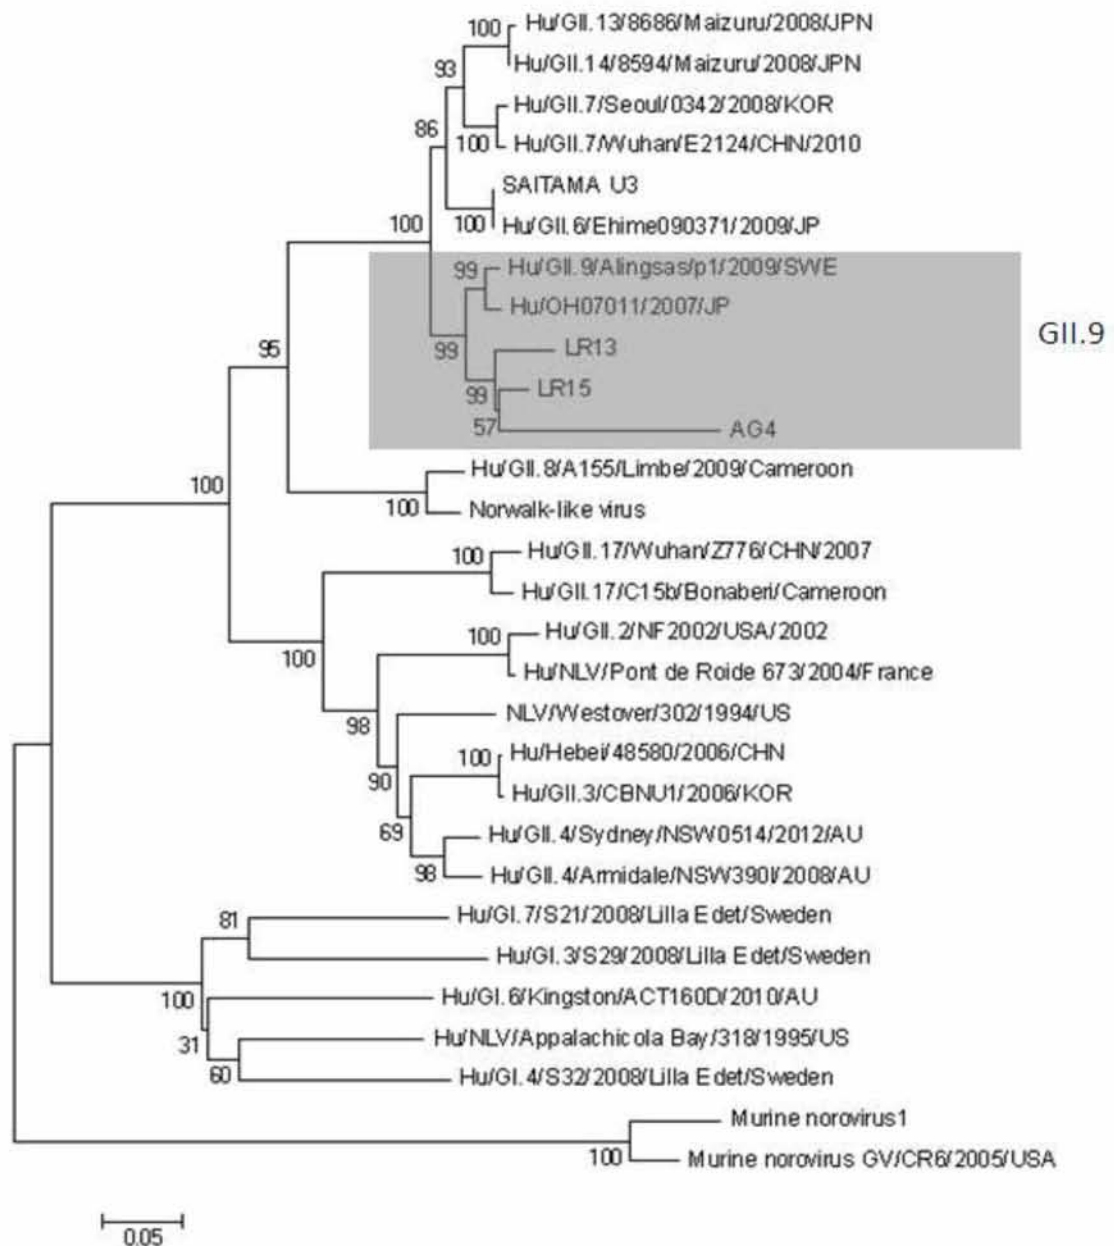 100
Hu/GII.13/8686/Maizuru/2008/JPN
Hu/GII.14/8594/Maizuru/2008/JPN
93
Hu/GII.7/Seoul/0342/2008/KOR
100
Hu/GII.7/Wuhan/E2124/CHN/2010
86
SAITAMA U3
100
Hu/GII.6/Ehime090371/2009/JP
100
99
Hu/GII.9/Alingsas/p1/2009/SWE
Hu/OH07011/2007/JP
GII.9
99
LR13
99
LR15
57
AG4
95
Hu/GII.8/A155/Limbe/2009/Cameroon
100
Norwalk-like virus
100
100
Hu/GII.17/Wuhan/Z776/CHN/2007
Hu/GII.17/C15b/Bonaberi/Cameroon
100
100
Hu/GII.2/NF2002/USA/2002
Hu/NLV/Pont de Roide 673/2004/France
98
NLV/Westover/302/1994/US
90
100
Hu/Hebei/48580/2006/CHN
Hu/GII.3/CBNU1/2006/KOR
69
Hu/GII.4/Sydney/NSW0514/2012/AU
98
Hu/GII.4/Armidale/NSW390I/2008/AU
81
Hu/GI.7/S21/2008/Lilla Edet/Sweden
Hu/GI.3/S29/2008/Lilla Edet/Sweden
100
Hu/GI.6/Kingston/ACT160D/2010/AU
31
Hu/NLV/Appalachicola Bay/318/1995/US
60
Hu/GI.4/S32/2008/Lilla Edet/Sweden
Murine norovirus1
100
Murine norovirus GV/CR6/2005/USA
0.05